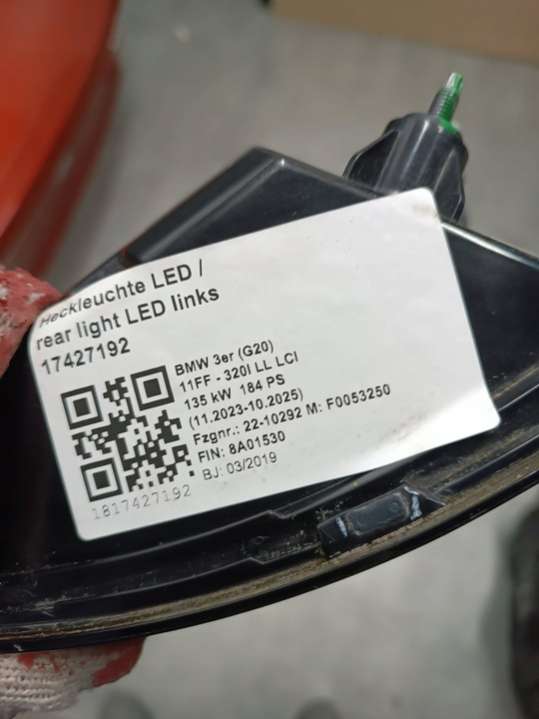 Heckleuchte LED /
rear light LED links
17427192
BMW 3er (G20)
11FF - 320I LL LCI
135 kW 184 PS
(11.2023-10.2025)
Fzgnr.: 22-10292 M: F0053250
FIN: 8A01530
BJ: 03/2019
1817427192